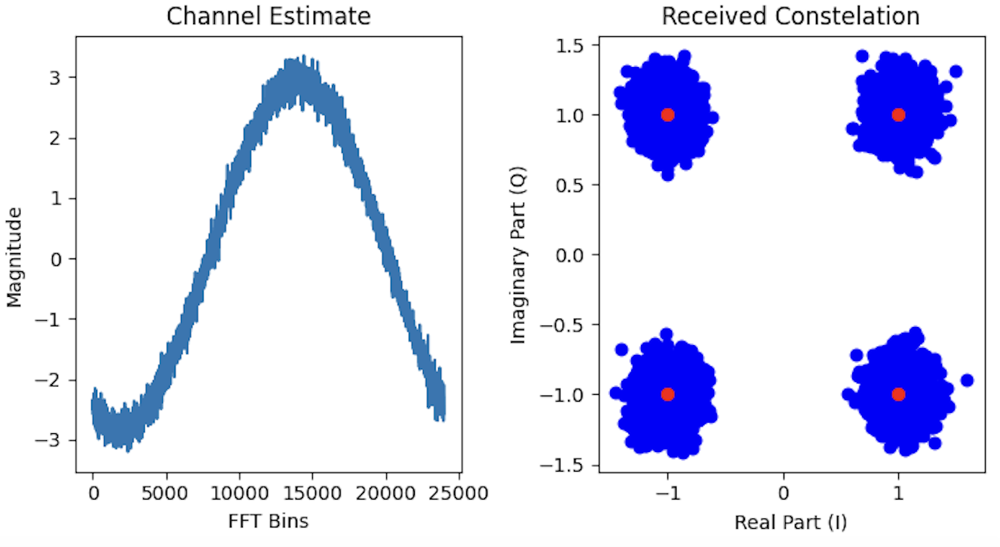 Channel Estimate
Magnitude
3
2
1
0
−1
−2
−3
0 5000 10000 15000 20000 25000
FFT Bins
Received Constelation
Imaginary Part (Q)
1.5
1.0
0.5
0.0
−0.5
−1.0
−1.5
−1 0 1
Real Part (I)